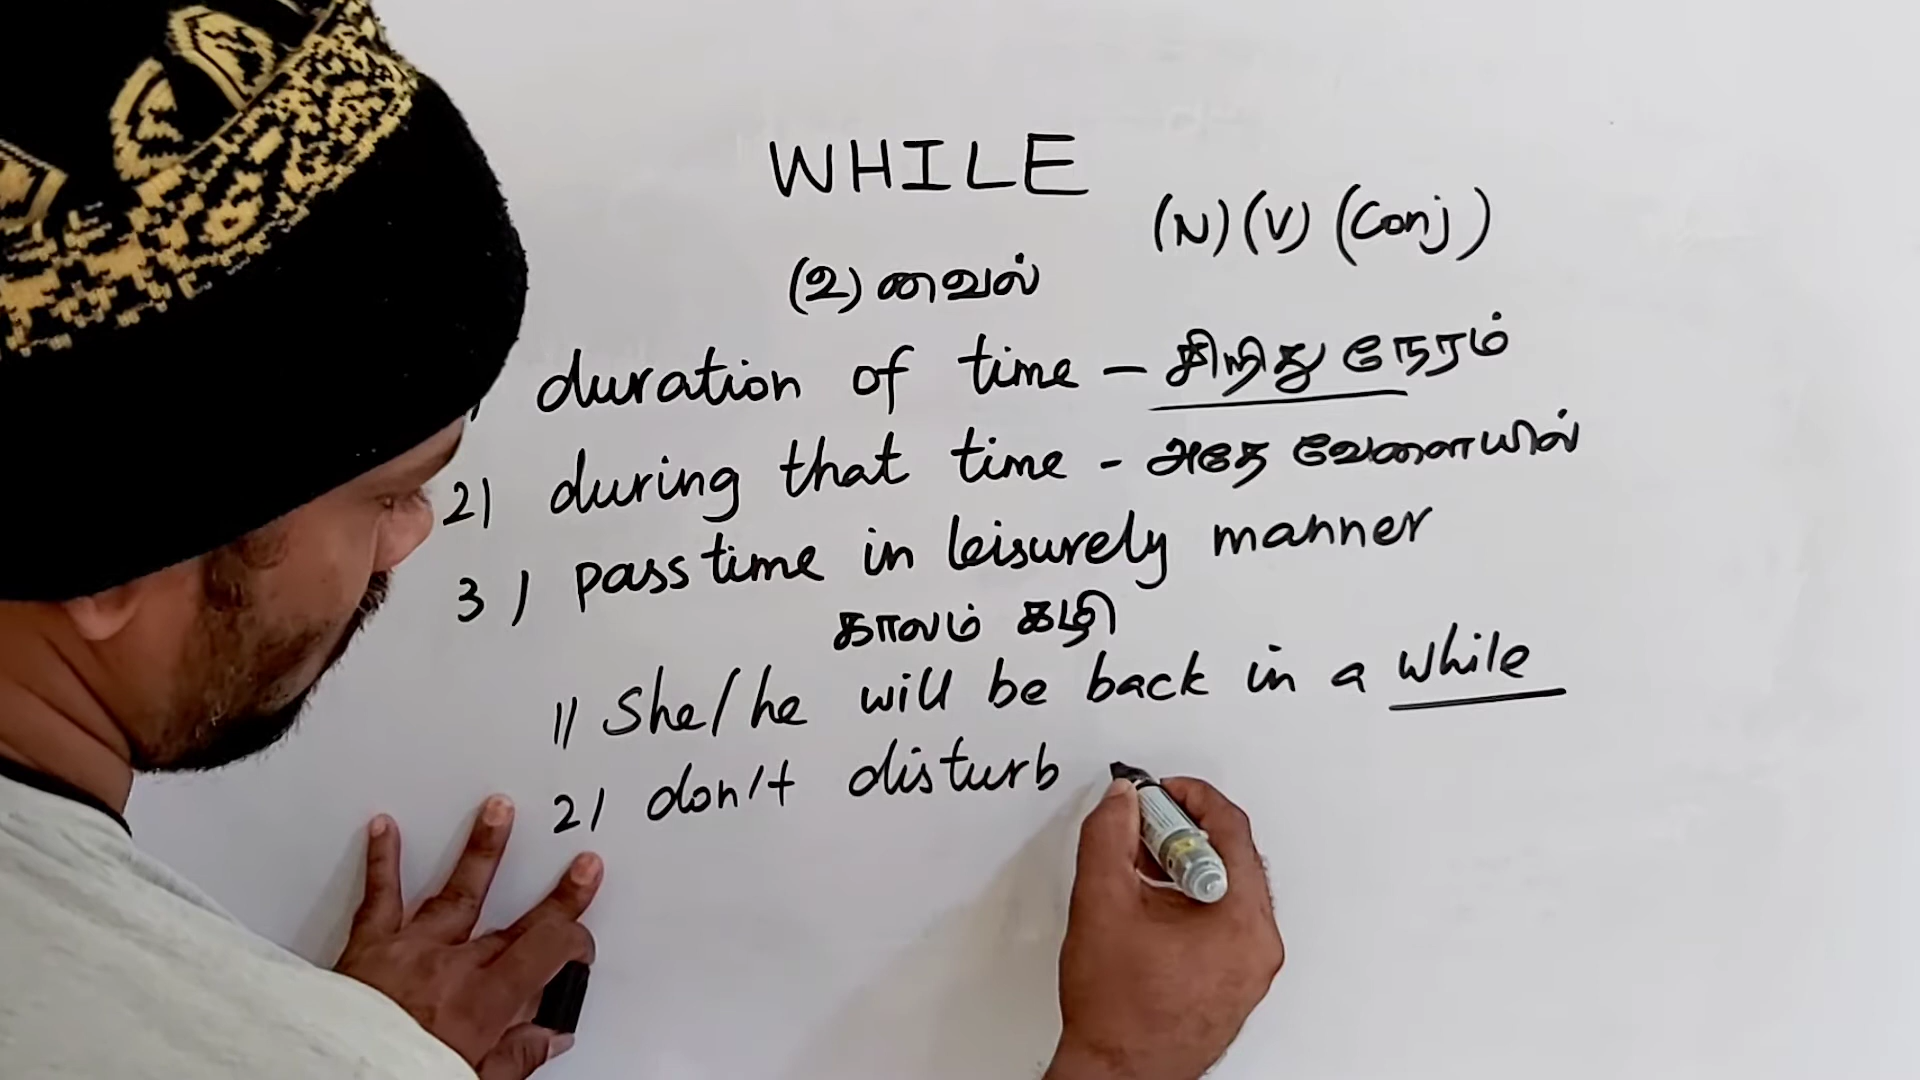 WHILE
(N) (V) (Conj)
(உ) வைல்
duration of time – சிறிது நேரம்
2) during that time - அதே வேளையில்
3) pass time in leisurely manner
காலம் கழி
1) She/he will be back in a while
2) don't disturb